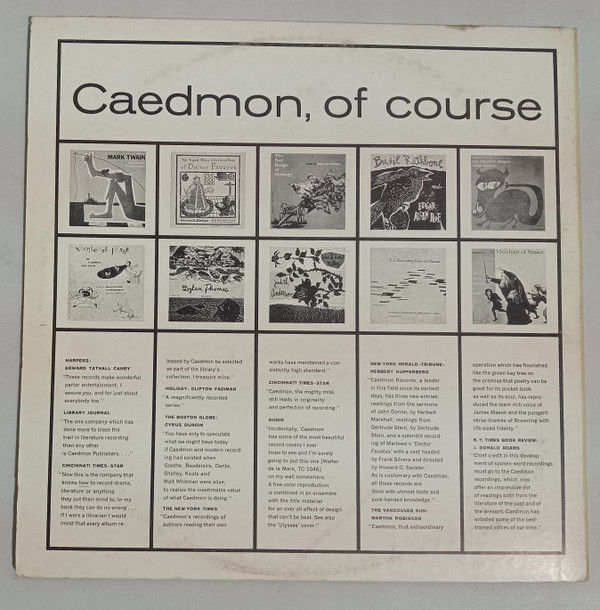 Caedmon, of course
MARK TWAIN
of Doctor Faustus
The
Red
Badge
of
Courage
Basil Rathbone
EDGAR
ALLEN POE
Dylan Thomas
Judith
Anderson
Merchant of Venice
HARPERS:
EDWARD TATNALL CANBY
"These records make wonderful
parlor entertainment, I
assure you, and for just about
everybody too."
LIBRARY JOURNAL
"The one company which has
done more to blaze the
trail in literature recording
than any other
is Caedmon Publishers. . . ."
CINCINNATI TIMES-STAR
"Now this is the company that
knows how to record drama,
literature or anything
they put their mind to. In my
book they can do no wrong . . .
If I were a librarian I would
insist that every album re-
leased by Caedmon be selected
as part of the library's
collection. I treasure mine."
HOLIDAY: CLIFTON FADIMAN
"A magnificently recorded
series."
THE BOSTON GLOBE:
CYRUS DURGIN
"You have only to speculate
what we might have today
if Caedmon and modern record-
ing had existed when
Goethe, Baudelaire, Dante,
Shelley, Keats and
Walt Whitman were alive,
to realize the inestimable value
of what Caedmon is doing."
THE NEW YORK TIMES
"Caedmon's recordings of
authors reading their own
works have maintained a con-
sistently high standard."
CINCINNATI TIMES-STAR
"Caedmon, the mighty mite,
still leads in originality
and perfection of recording."
AUDIO
"Incidentally, Caedmon
has some of the most beautiful
record covers I ever
hope to see and I'm surely
going to put this one [Walter
de la Mare, TC 1046]
on my wall somewhere.
A fine color reproduction
is combined in an ensemble
with the title material
for an over all effect of design
that can't be beat. See also
the 'Ulysses' cover."
NEW YORK HERALD-TRIBUNE:
HERBERT KUPFERBERG
"Caedmon Records, a leader
in this field since its earliest
days, has three new entries:
readings from the sermons
of John Donne, by Herbert
Marshall; readings from
Gertrude Stein, by Gertrude
Stein, and a splendid record
ing of Marlowe's 'Doctor
Faustus' with a cast headed
by Frank Silvera and directed
by Howard O. Sackler.
As is customary with Caedmon,
all these records are
done with utmost taste and
sure-handed knowledge."
THE VANCOUVER SUN:
MARTHA ROBINSON
"Caedmon, that extraordinary
operation which has flourished
like the green bay tree on
the premise that poetry can be
good for its pocket book
as well as its soul, has repro-
duced the loam-rich voice of
James Mason and the pungent
verse-dramas of Browning with
life sized fidelity."
N.Y. TIMES BOOK REVIEW:
J. DONALD ADAMS
"Chief credit in this develop-
ment of spoken word recordings
must go to the Caedmon
recordings, which now
offer an impressive list
of readings both from the
literature of the past and of
the present. Caedmon has
enlisted some of the best-
trained voices of our time."